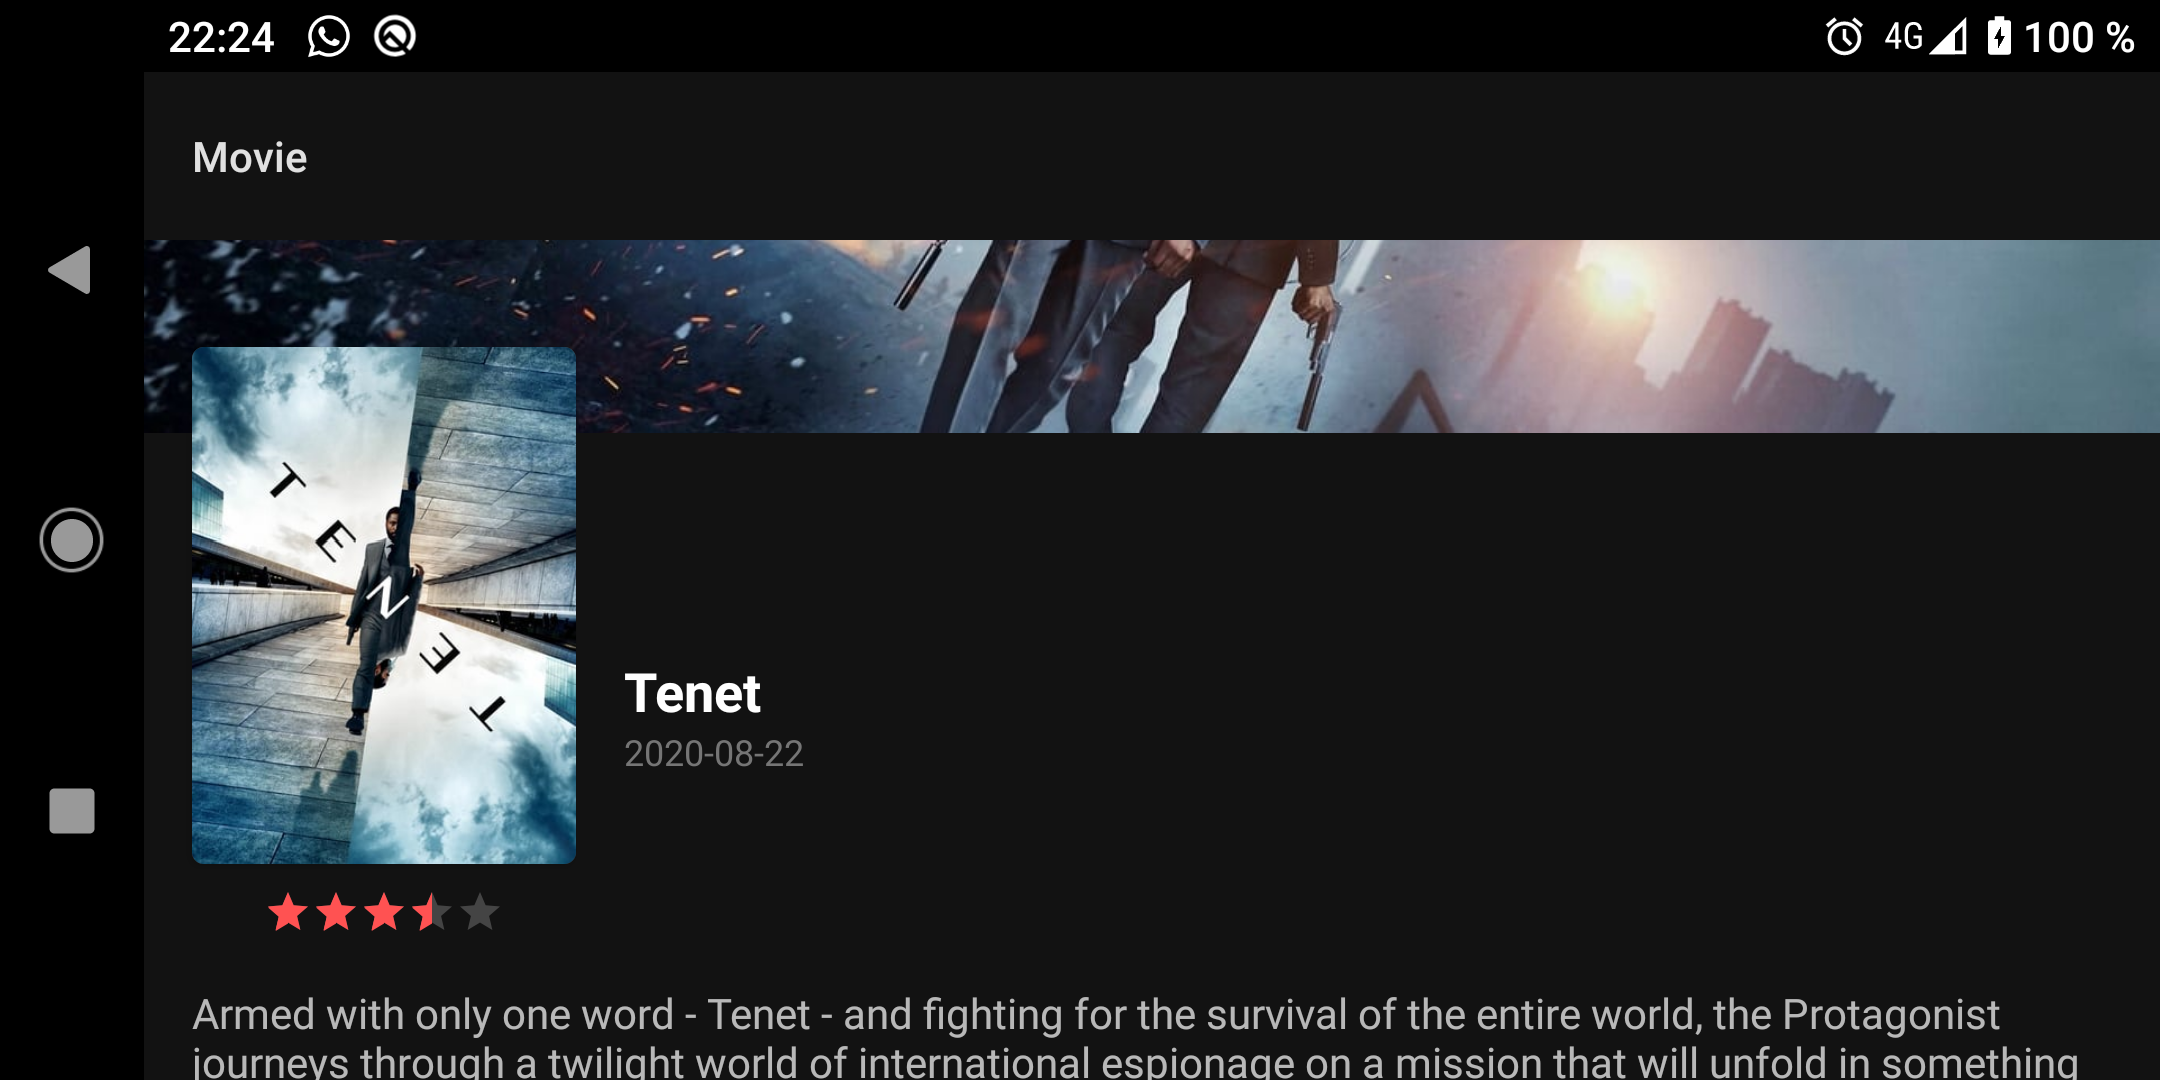 22:24
4G 100 %
Movie
T
E
N
E
T
Tenet
2020-08-22
Armed with only one word - Tenet - and fighting for the survival of the entire world, the Protagonist
journeys through a twilight world of international espionage on a mission that will unfold in something